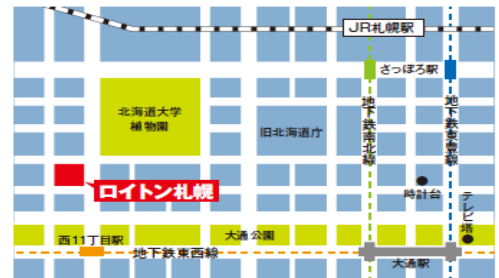 JR札幌駅
さっぽろ駅
北海道大学
植物園
旧北海道庁
地下鉄南北線
地下鉄東豊線
ロイトン札幌
時計台
テレビ塔
西11丁目駅
大通公園
地下鉄東西線
大通駅